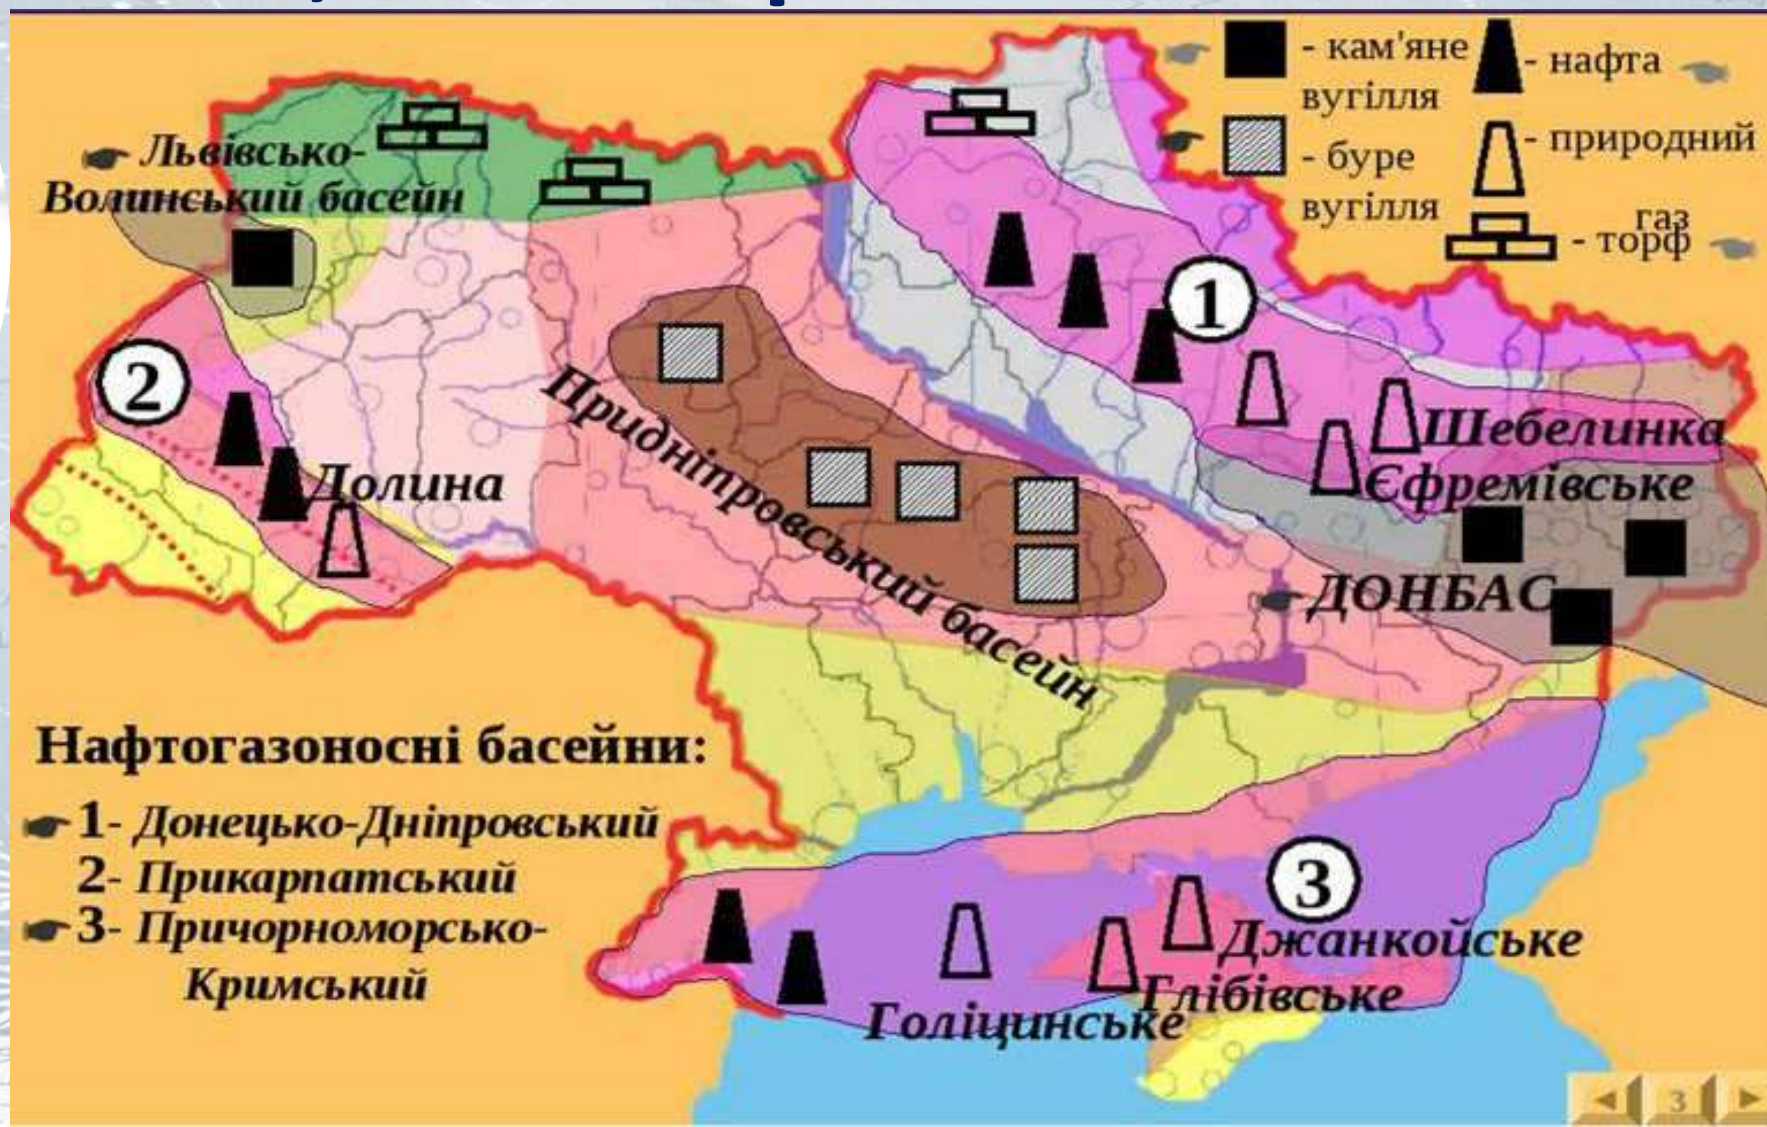 - кам'яне
вугілля
- нафта
- буре
вугілля
- природний
газ
- торф
Львівсько-
Волинський басейн
1
2
Шебелинка
Єфремівське
Долина
Придніпровський басейн
ДОНБАС
Нафтогазоносні басейни:
1- Донецько-Дніпровський
2- Прикарпатський
3- Причорноморсько-
Кримський
3
Джанкойське
Глібівське
Голіцинське
3